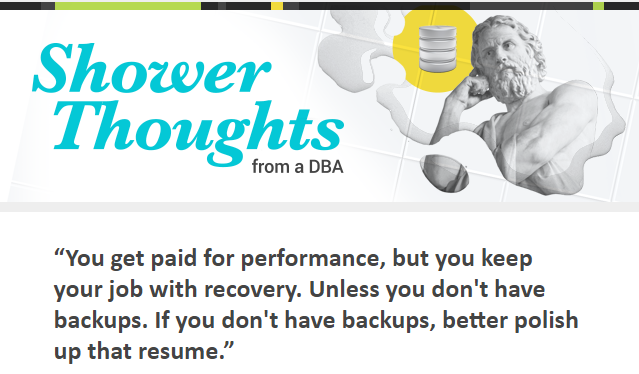 Shower
Thoughts
from a DBA
“You get paid for performance, but you keep
your job with recovery. Unless you don't have
backups. If you don't have backups, better polish
up that resume.”